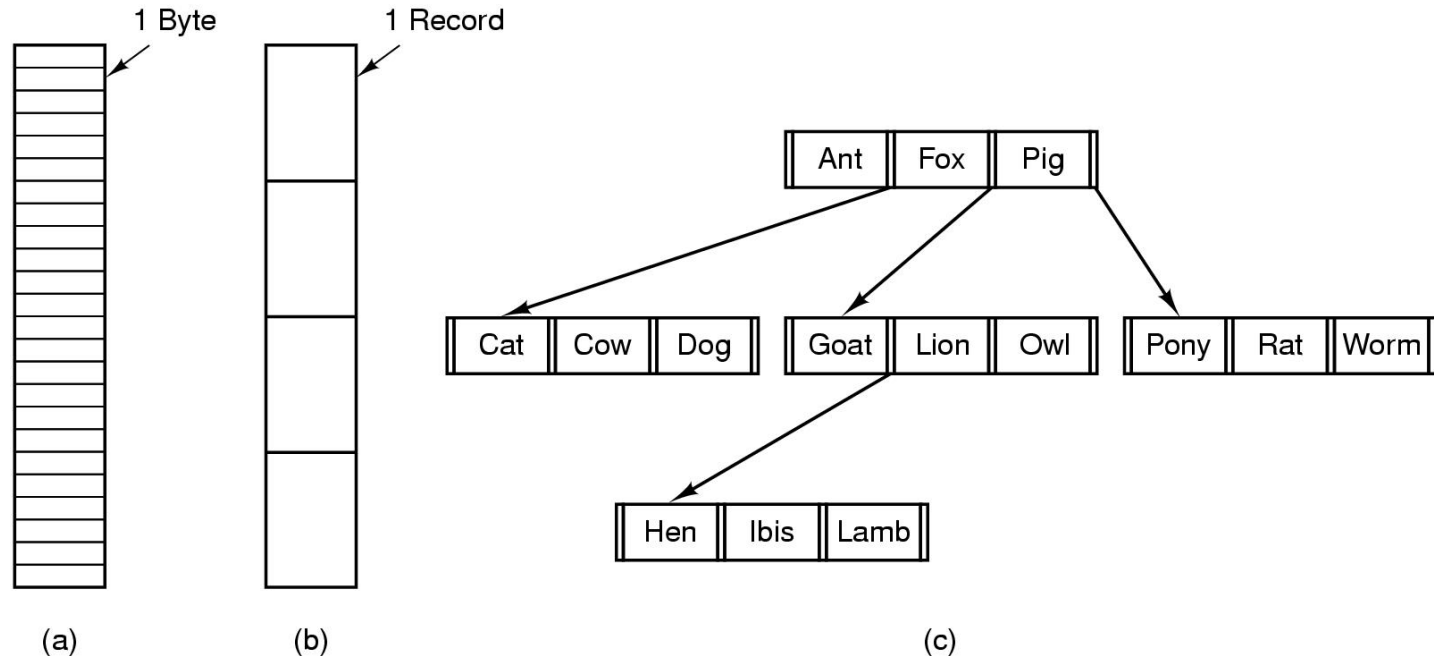 1 Byte
1 Record
Ant Fox Pig
Cat Cow Dog
Goat Lion Owl
Pony Rat Worm
Hen Ibis Lamb
(a)
(b)
(c)